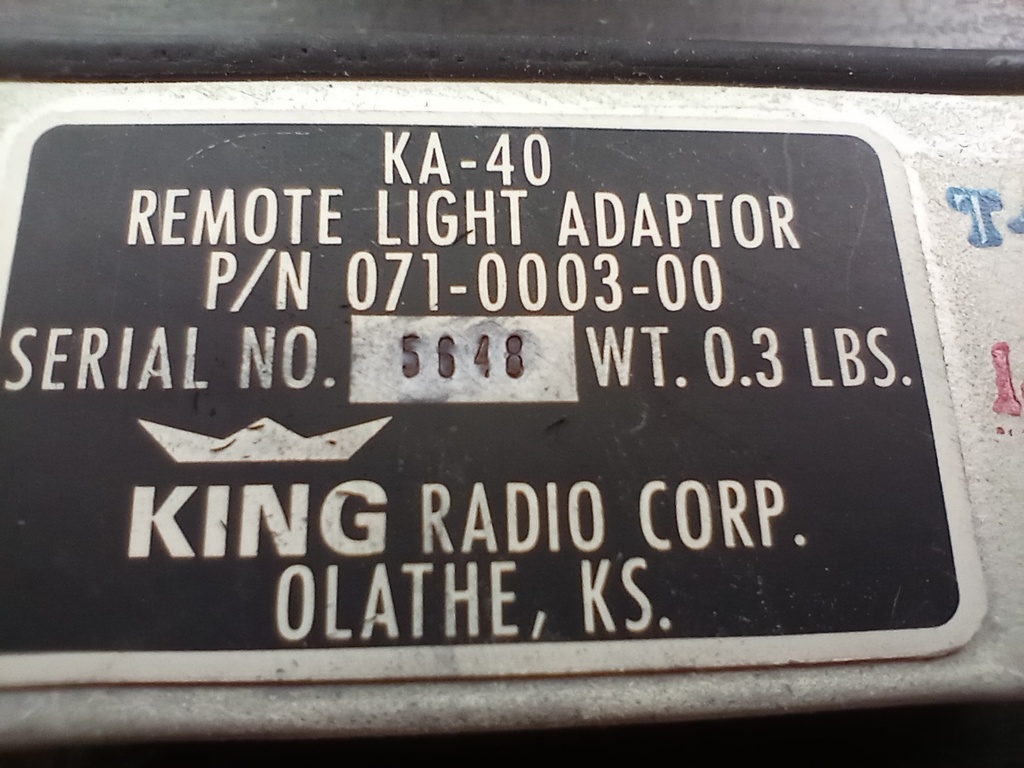 KA-40
REMOTE LIGHT ADAPTOR
P/N 071-0003-00
SERIAL NO. 5648 WT. 0.3 LBS.
KING RADIO CORP.
OLATHE, KS.